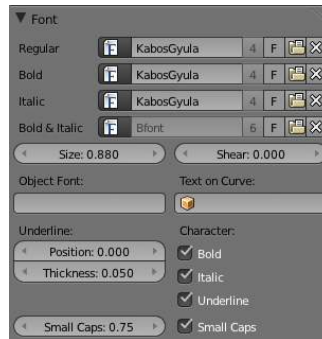 Font
Regular F KabosGyula 4 F
Bold F KabosGyula 4 F
Italic F KabosGyula 4 F
Bold & Italic F Bfont 6 F
Size: 0.880 Shear: 0.000
Object Font: Text on Curve:
Underline: Character:
Position: 0.000 Bold
Thickness: 0.050 Italic
Underline
Small Caps: 0.75 Small Caps